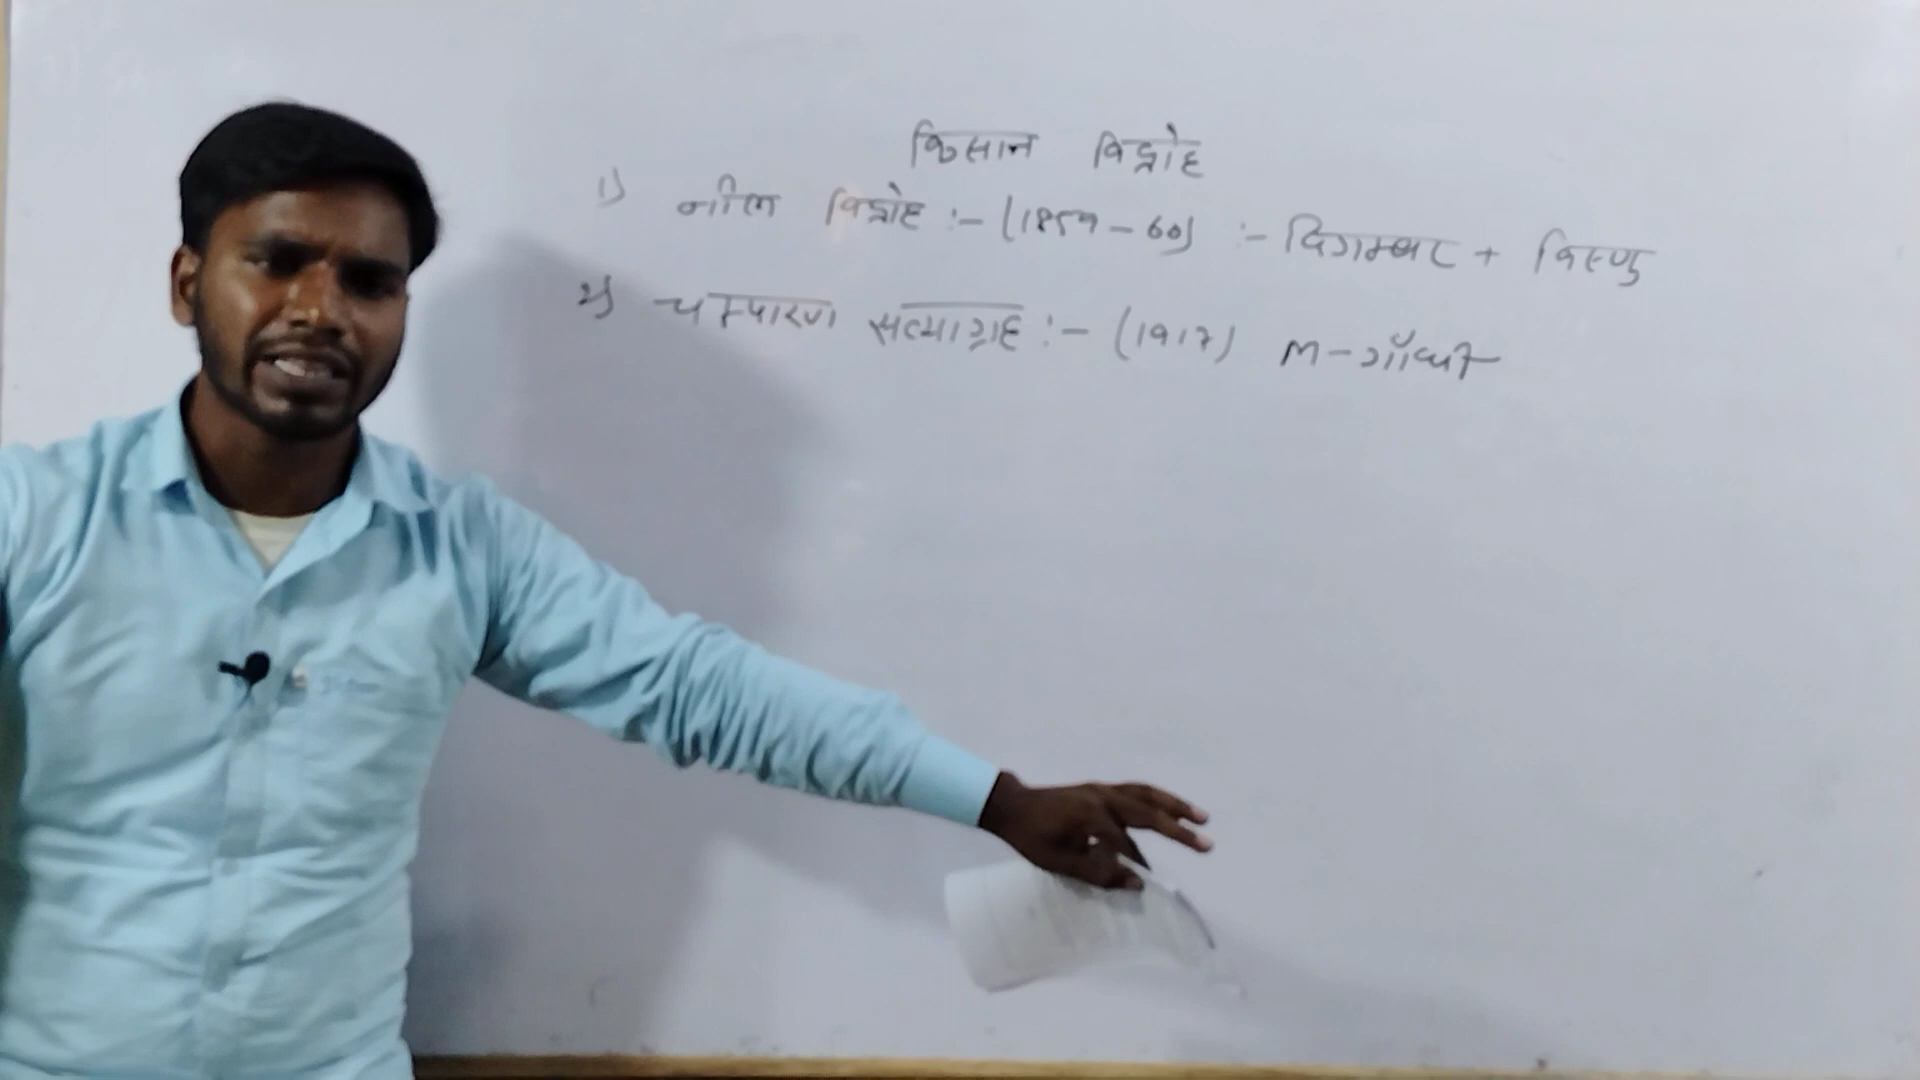 किसान विद्रोह
1) नील विद्रोह :- (1859-60) :- दिगम्बर + विष्णु
2) चम्पारण सत्याग्रह :- (1917) M-गाँधी